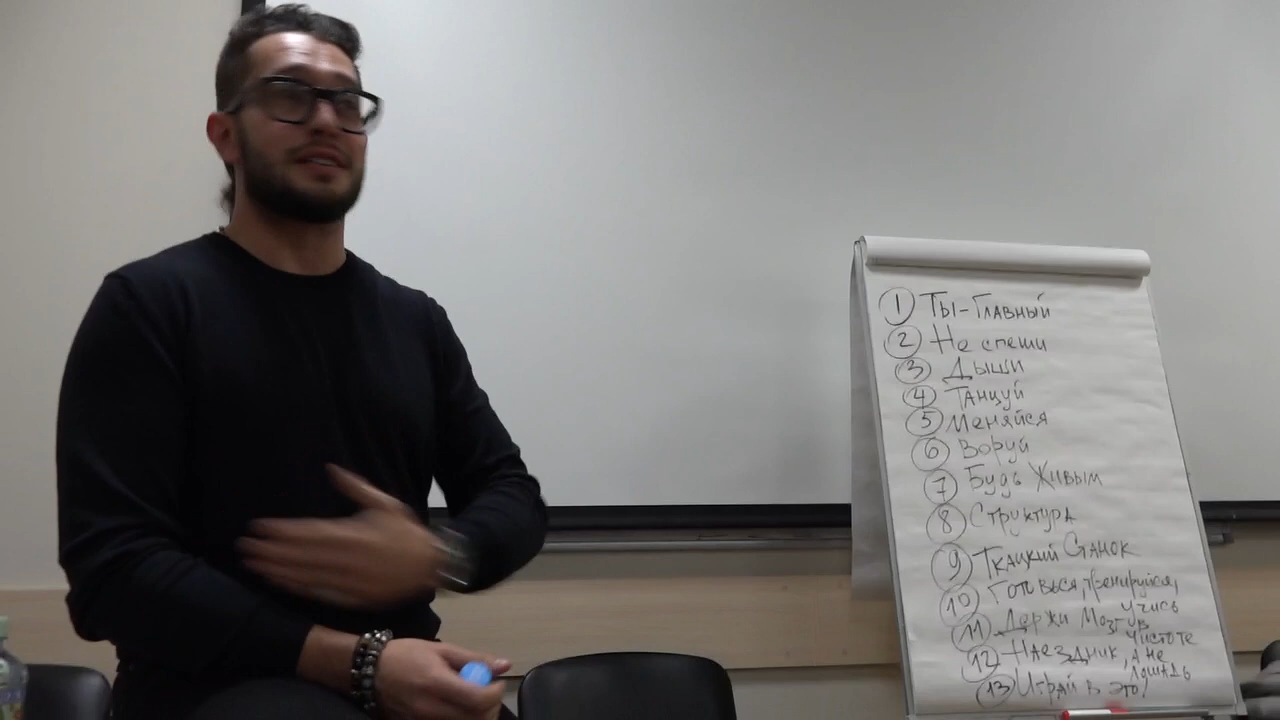 1 Ты-Главный
2 Не спеши
3 Дыши
4 Танцуй
5 Меняйся
6 Воруй
7 Будь Живым
8 Структура
9 Ткацкий Станок
10 Готовься, тренируйся,
учись
11 Держи Мозг в
чистоте
12 Наездник, а не
лошадь
13 Играй в это!